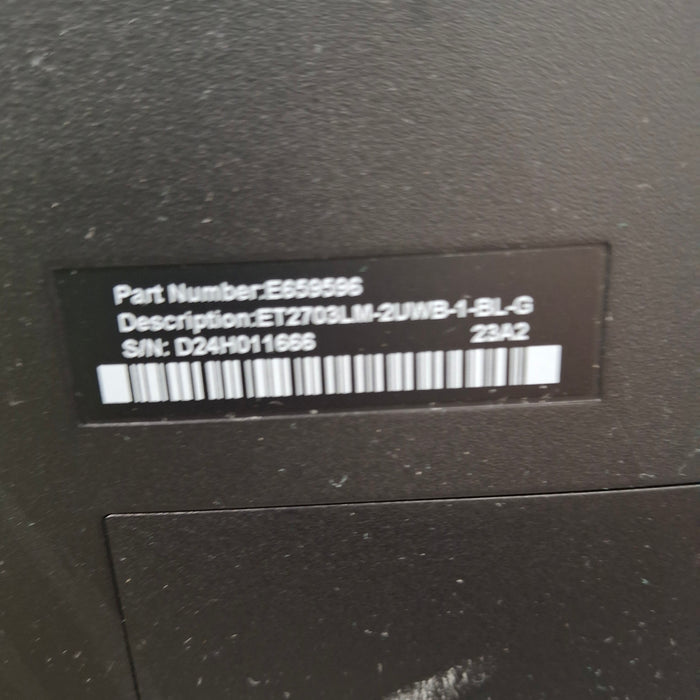 Part Number:E659596
Description:ET2703LM-2UWB-1-BL-G
S/N: D24H011666
23A2